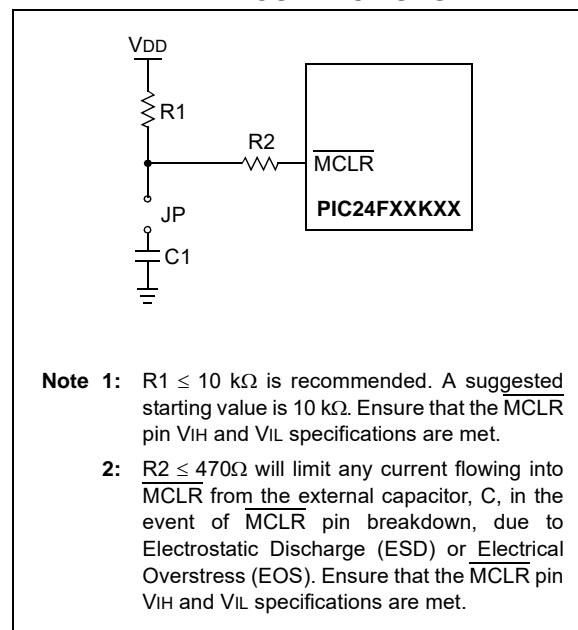 VDD
R1
R2
MCLR
JP
PIC24FXXKXX
C1
Note 1: R1 ≤ 10 kΩ is recommended. A suggested
starting value is 10 kΩ. Ensure that the MCLR
pin VIH and VIL specifications are met.
2: R2 ≤ 470Ω will limit any current flowing into
MCLR from the external capacitor, C, in the
event of MCLR pin breakdown, due to
Electrostatic Discharge (ESD) or Electrical
Overstress (EOS). Ensure that the MCLR pin
VIH and VIL specifications are met.